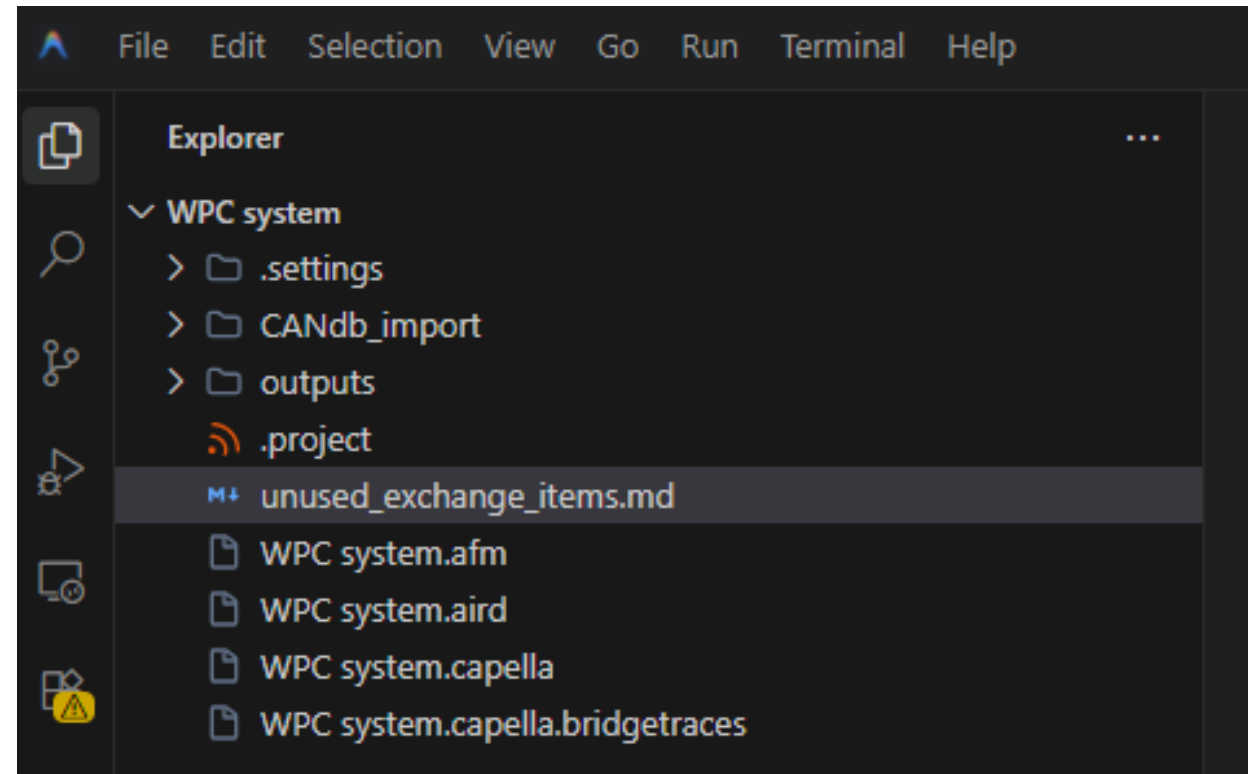 File Edit Selection View Go Run Terminal Help
Explorer
WPC system
.settings
CANdb_import
outputs
.project
unused_exchange_items.md
WPC system.afm
WPC system.aird
WPC system.capella
WPC system.capella.bridgetraces